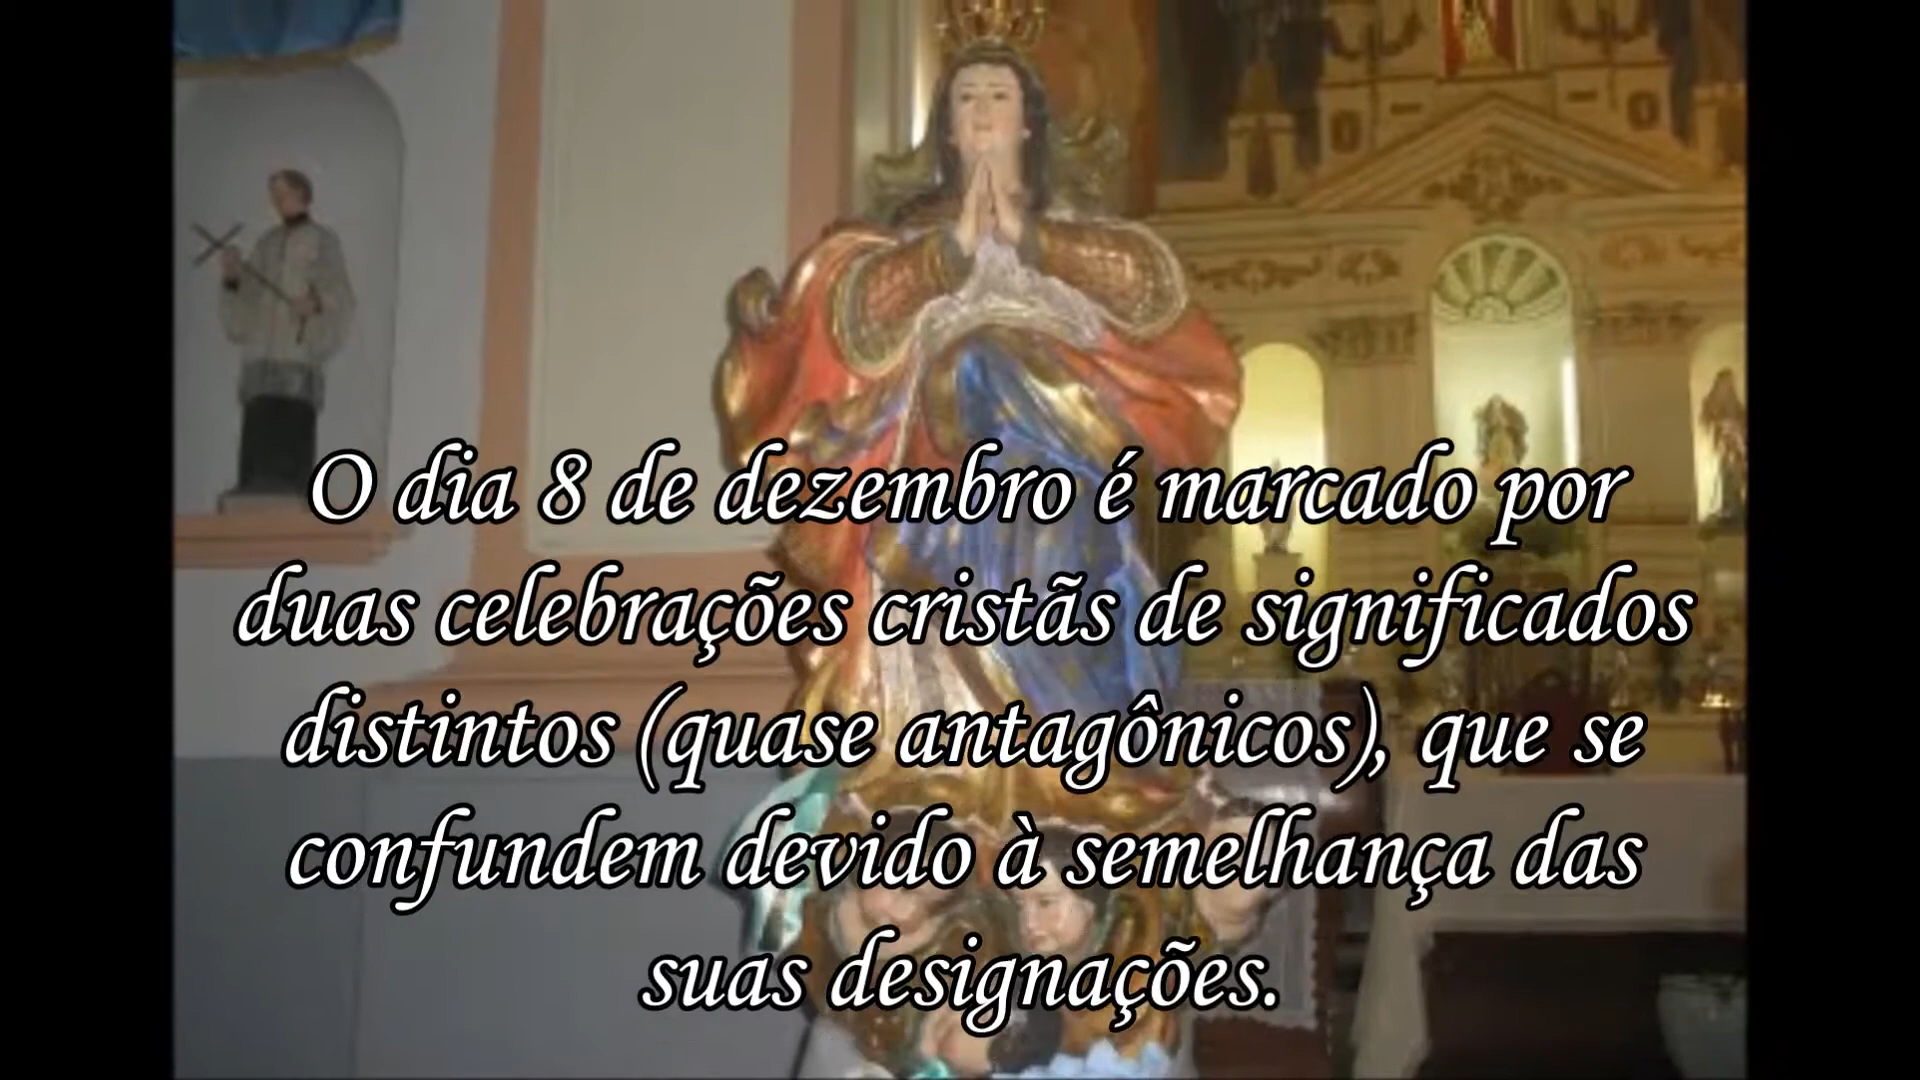 O dia 8 de dezembro é marcado por
duas celebrações cristãs de significados
distintos (quase antagônicos), que se
confundem devido à semelhança das
suas designações.